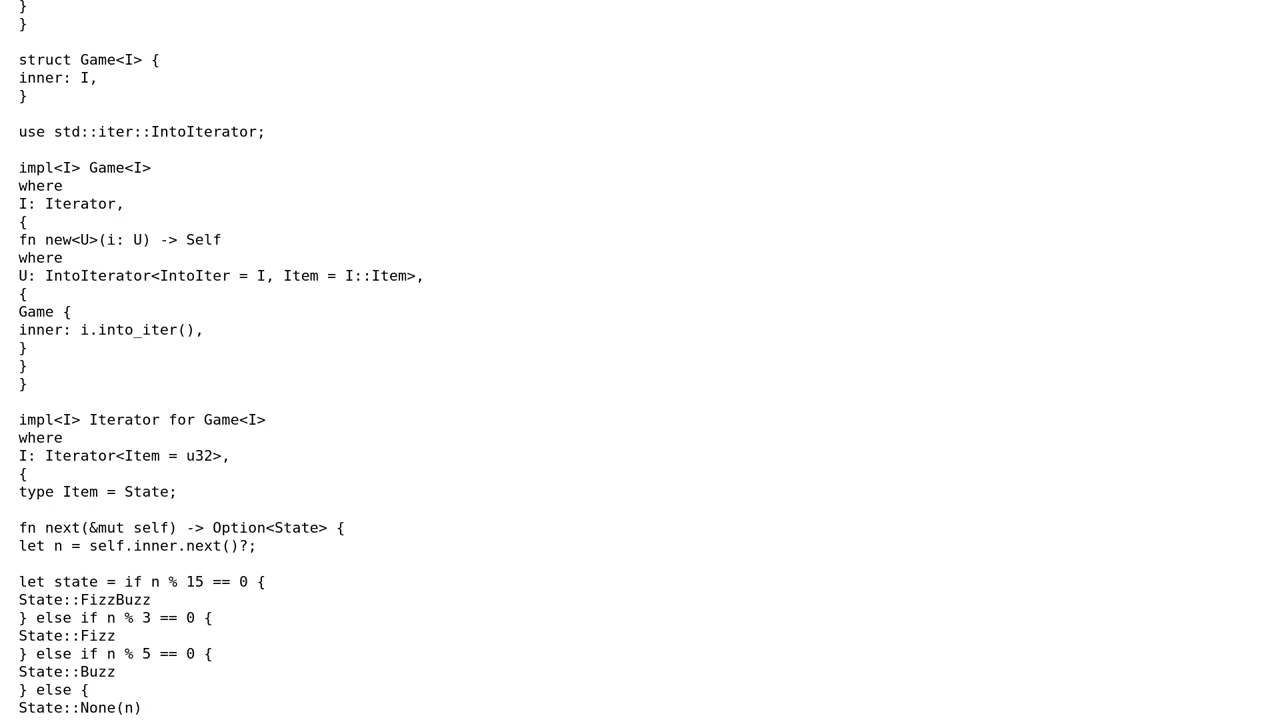 }
}
struct Game<I> {
inner: I,
}
use std::iter::IntoIterator;
impl<I> Game<I>
where
I: Iterator,
{
fn new<U>(i: U) -> Self
where
U: IntoIterator<IntoIter = I, Item = I::Item>,
{
Game {
inner: i.into_iter(),
}
}
}
impl<I> Iterator for Game<I>
where
I: Iterator<Item = u32>,
{
type Item = State;
fn next(&mut self) -> Option<State> {
let n = self.inner.next()?;
let state = if n % 15 == 0 {
State::FizzBuzz
} else if n % 3 == 0 {
State::Fizz
} else if n % 5 == 0 {
State::Buzz
} else {
State::None(n)